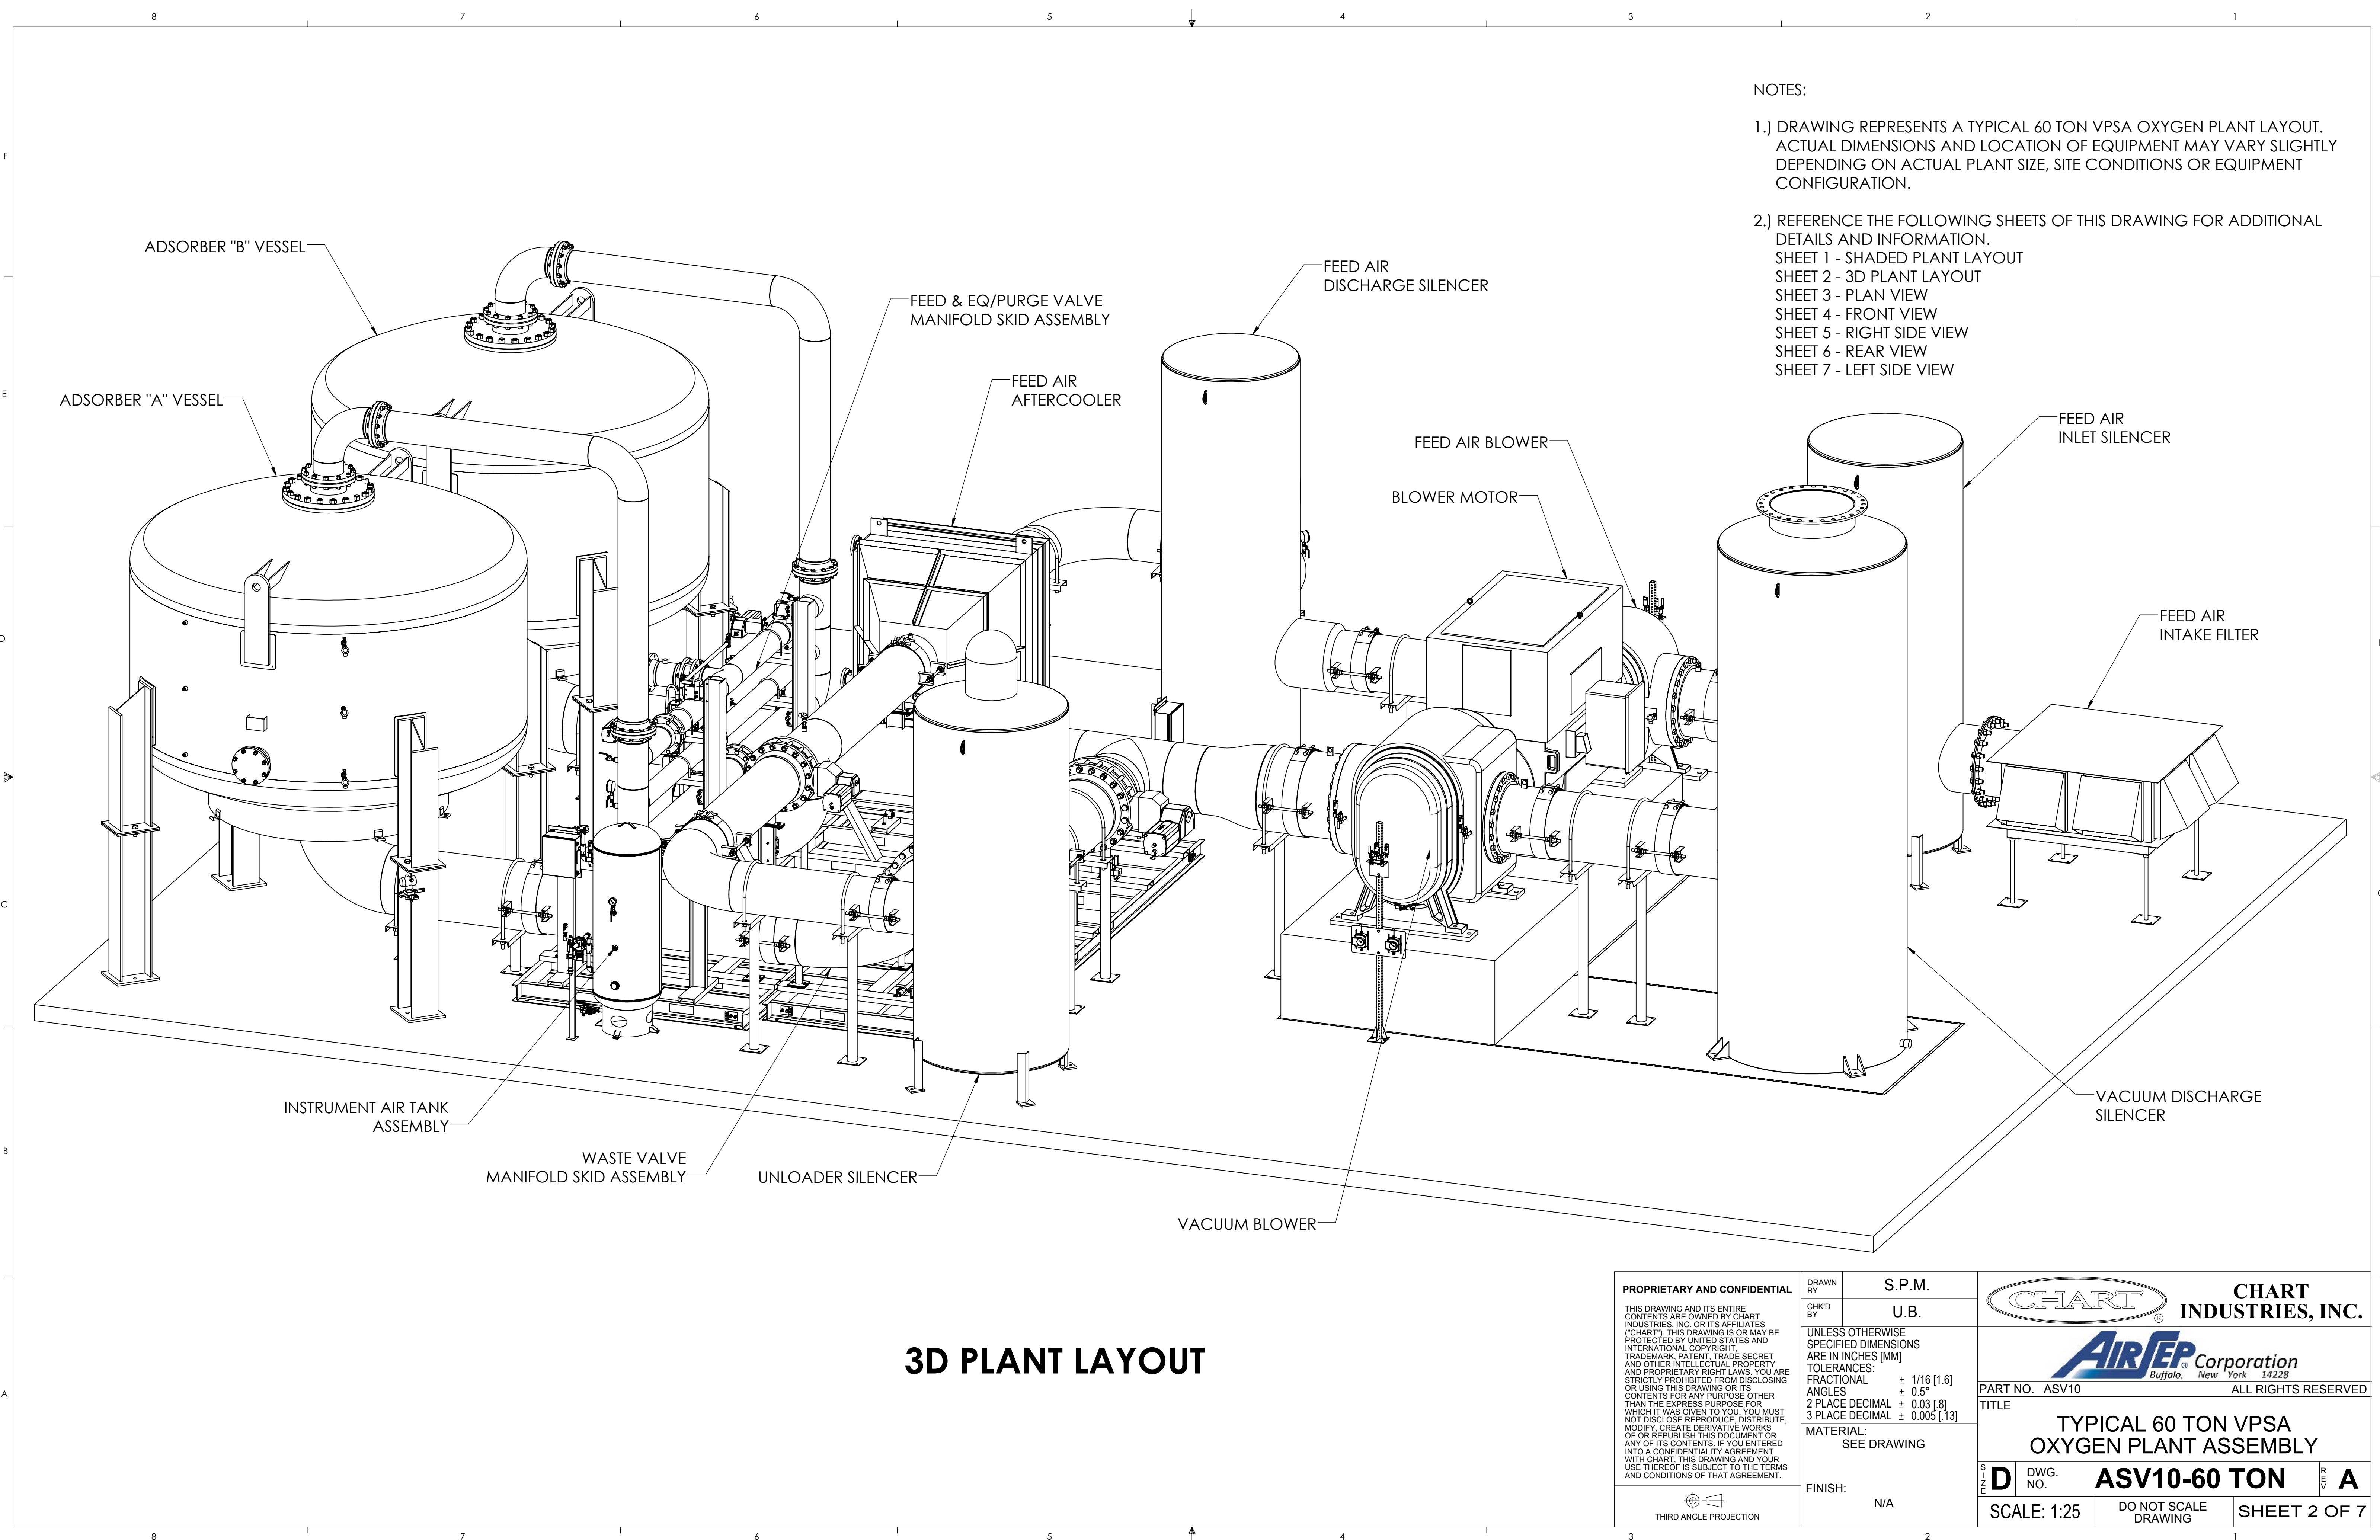 8 7 6 5 4 3 2 1
F
E
D
C
B
A
NOTES:
1.) DRAWING REPRESENTS A TYPICAL 60 TON VPSA OXYGEN PLANT LAYOUT.
ACTUAL DIMENSIONS AND LOCATION OF EQUIPMENT MAY VARY SLIGHTLY
DEPENDING ON ACTUAL PLANT SIZE, SITE CONDITIONS OR EQUIPMENT
CONFIGURATION.
2.) REFERENCE THE FOLLOWING SHEETS OF THIS DRAWING FOR ADDITIONAL
DETAILS AND INFORMATION.
SHEET 1 - SHADED PLANT LAYOUT
SHEET 2 - 3D PLANT LAYOUT
SHEET 3 - PLAN VIEW
SHEET 4 - FRONT VIEW
SHEET 5 - RIGHT SIDE VIEW
SHEET 6 - REAR VIEW
SHEET 7 - LEFT SIDE VIEW
ADSORBER "B" VESSEL
FEED AIR
DISCHARGE SILENCER
FEED & EQ/PURGE VALVE
MANIFOLD SKID ASSEMBLY
FEED AIR
AFTERCOOLER
ADSORBER "A" VESSEL
FEED AIR
INLET SILENCER
FEED AIR BLOWER
BLOWER MOTOR
FEED AIR
INTAKE FILTER
VACUUM DISCHARGE
SILENCER
INSTRUMENT AIR TANK
ASSEMBLY
WASTE VALVE
MANIFOLD SKID ASSEMBLY
UNLOADER SILENCER
VACUUM BLOWER
3D PLANT LAYOUT
PROPRIETARY AND CONFIDENTIAL
THIS DRAWING AND ITS ENTIRE
CONTENTS ARE OWNED BY CHART
INDUSTRIES, INC. OR ITS AFFILIATES
("CHART"). THIS DRAWING IS OR MAY BE
PROTECTED BY UNITED STATES AND
INTERNATIONAL COPYRIGHT,
TRADEMARK, PATENT, TRADE SECRET
AND OTHER INTELLECTUAL PROPERTY
AND PROPRIETARY RIGHT LAWS. YOU ARE
STRICTLY PROHIBITED FROM DISCLOSING
OR USING THIS DRAWING OR ITS
CONTENTS FOR ANY PURPOSE OTHER
THAN THE EXPRESS PURPOSE FOR
WHICH IT WAS GIVEN TO YOU. YOU MUST
NOT DISCLOSE REPRODUCE, DISTRIBUTE,
MODIFY, CREATE DERIVATIVE WORKS
OF OR REPUBLISH THIS DOCUMENT OR
ANY OF ITS CONTENTS. IF YOU ENTERED
INTO A CONFIDENTIALITY AGREEMENT
WITH CHART, THIS DRAWING AND YOUR
USE THEREOF IS SUBJECT TO THE TERMS
AND CONDITIONS OF THAT AGREEMENT.
THIRD ANGLE PROJECTION
DRAWN
BY
S.P.M.
CHK'D
BY
U.B.
UNLESS OTHERWISE
SPECIFIED DIMENSIONS
ARE IN INCHES [MM]
TOLERANCES:
FRACTIONAL ± 1/16 [1.6]
ANGLES ± 0.5°
2 PLACE DECIMAL ± 0.03 [.8]
3 PLACE DECIMAL ± 0.005 [.13]
MATERIAL:
SEE DRAWING
FINISH:
N/A
CHART ®
CHART
INDUSTRIES, INC.
AIRSEP ® Corporation
Buffalo, New York 14228
PART NO. ASV10 ALL RIGHTS RESERVED
TITLE
TYPICAL 60 TON VPSA
OXYGEN PLANT ASSEMBLY
SIZE D
DWG.
NO.
ASV10-60 TON
REV A
SCALE: 1:25
DO NOT SCALE
DRAWING
SHEET 2 OF 7
8 7 6 5 4 3 2 1